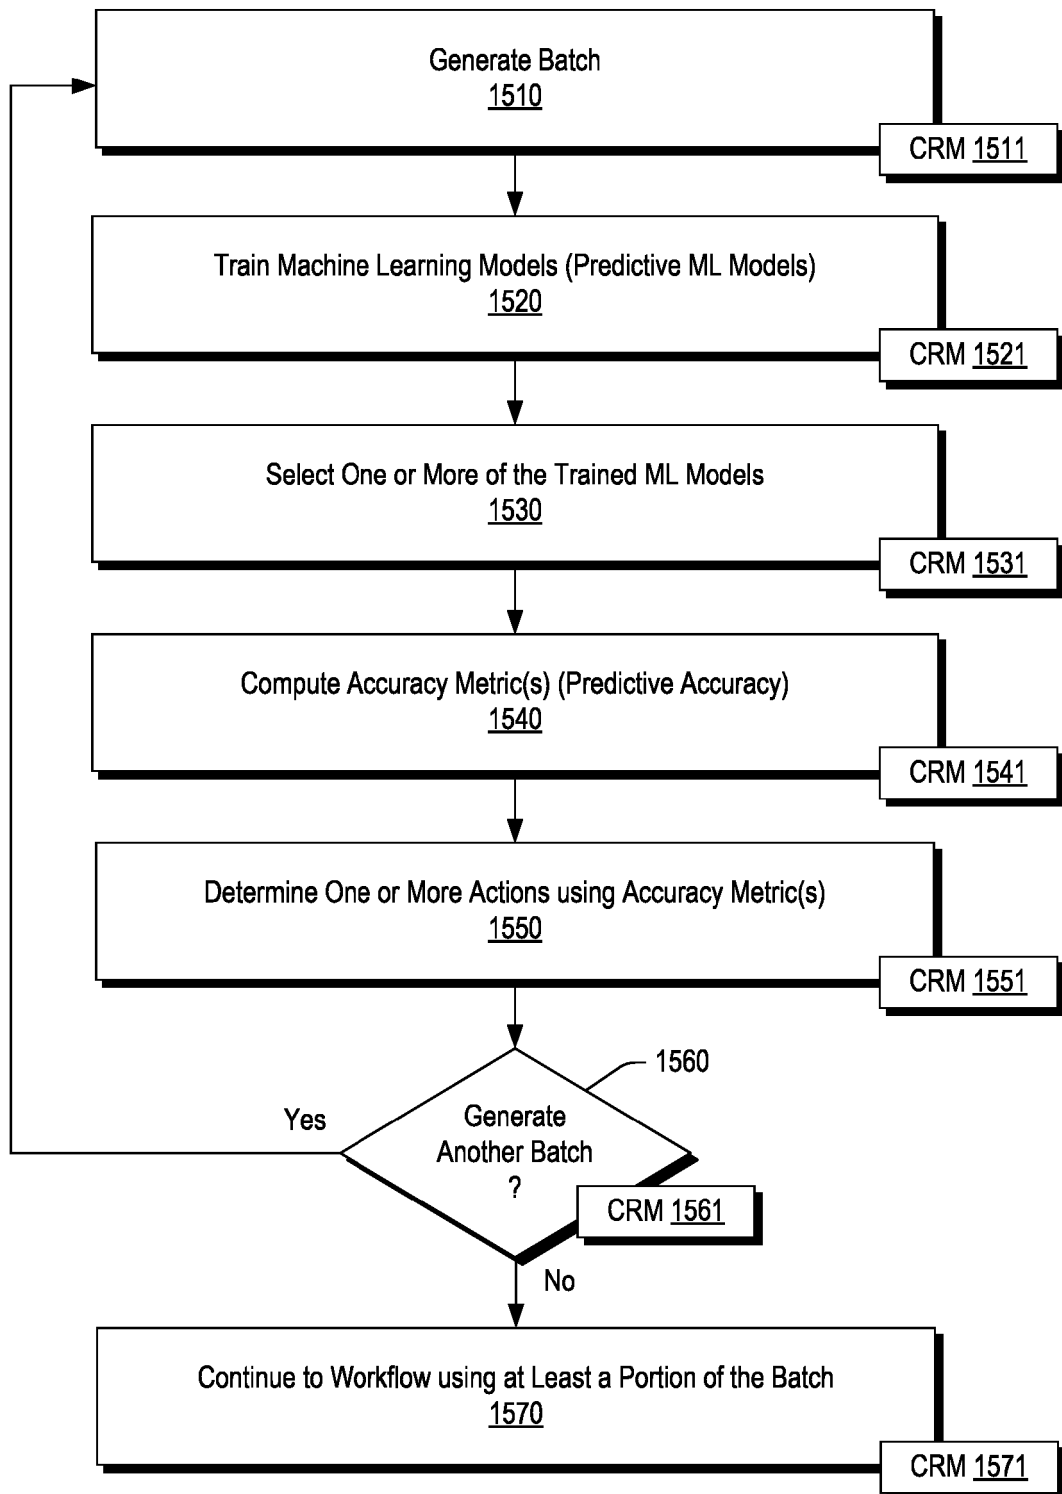 Generate Batch
1510
CRM 1511
Train Machine Learning Models (Predictive ML Models)
1520
CRM 1521
Select One or More of the Trained ML Models
1530
CRM 1531
Compute Accuracy Metric(s) (Predictive Accuracy)
1540
CRM 1541
Determine One or More Actions using Accuracy Metric(s)
1550
CRM 1551
1560
Yes
Generate
Another Batch
?
CRM 1561
No
Continue to Workflow using at Least a Portion of the Batch
1570
CRM 1571